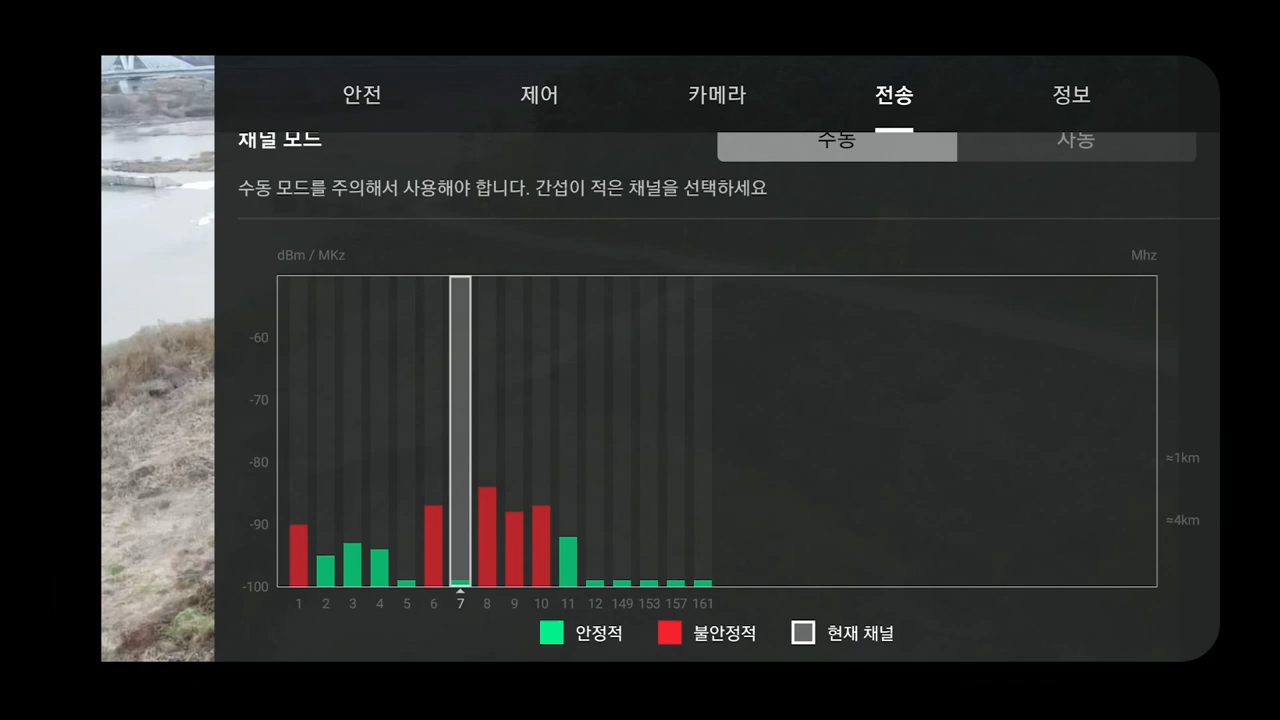 안전 제어 카메라 전송 정보
채널 모드 수동 자동
수동 모드를 주의해서 사용해야 합니다. 간섭이 적은 채널을 선택하세요
dBm / MKz Mhz
-60
-70
-80 ≈1km
-90 ≈4km
-100
1 2 3 4 5 6 7 8 9 10 11 12 149 153 157 161
안정적 불안정적 현재 채널